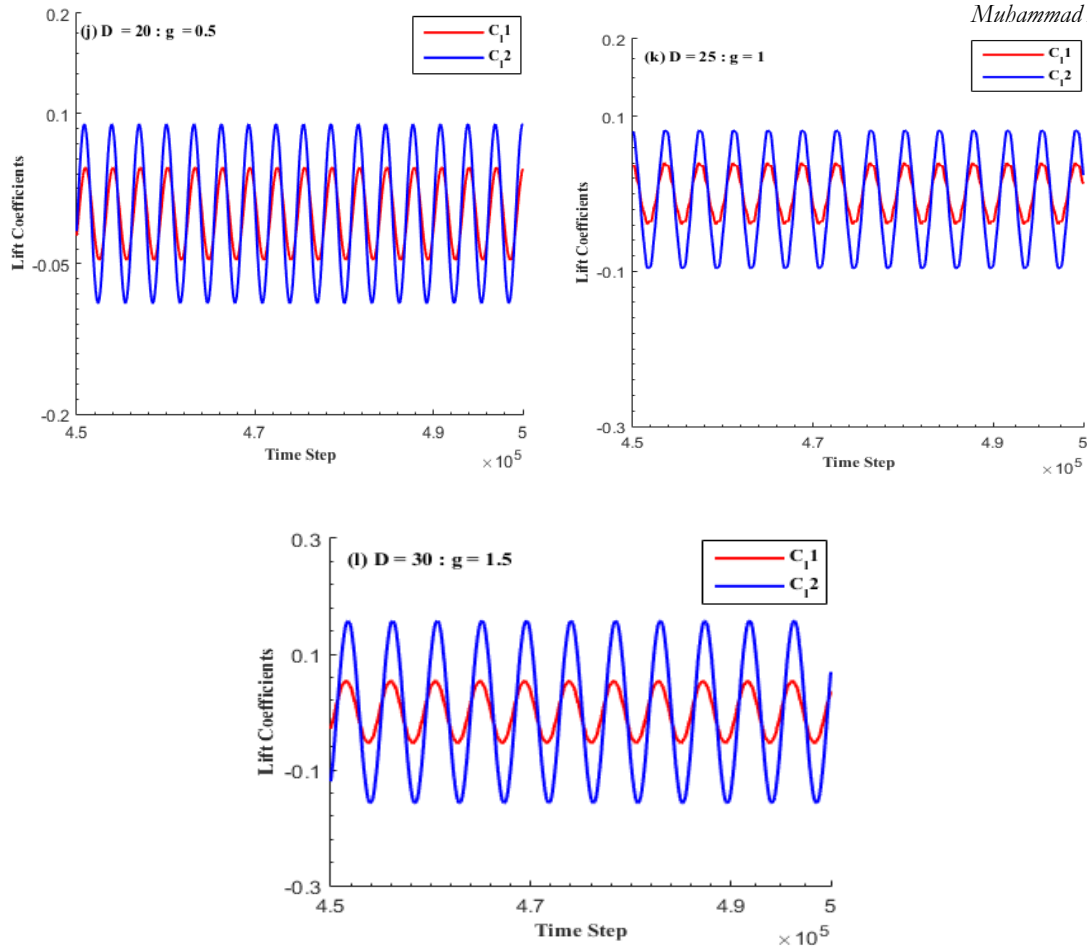 Muhammad
(j) D = 20 : g = 0.5
C_l1
C_l2
0.2
0.1
-0.05
-0.2
Lift Coefficients
4.5
4.7
4.9
5
Time Step
× 10^5
(k) D = 25 : g = 1
C_l1
C_l2
0.2
0.1
-0.1
-0.3
Lift Coefficients
4.5
4.7
4.9
5
Time Step
× 10^5
(l) D = 30 : g = 1.5
C_l1
C_l2
0.3
0.1
-0.1
-0.3
Lift Coefficients
4.5
4.7
4.9
5
Time Step
× 10^5